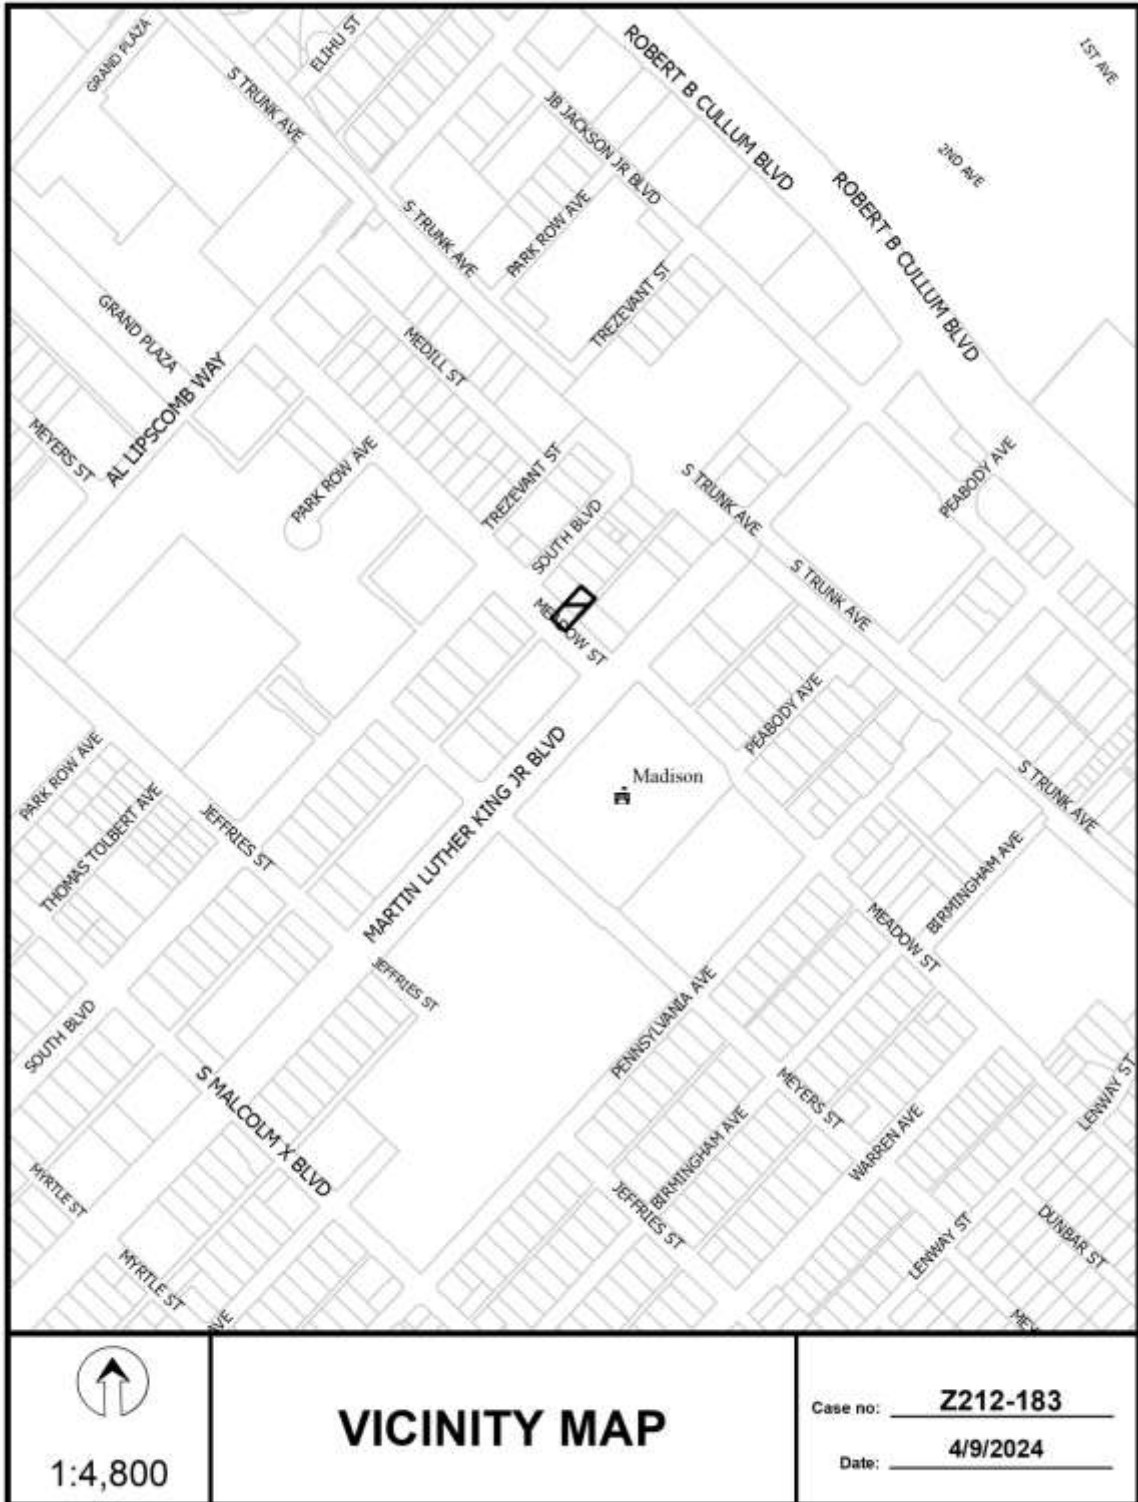 GRAND PLAZA
ELIHU ST
S TRUNK AVE
ROBERT B CULLUM BLVD
1ST AVE
JB JACKSON JR BLVD
2ND AVE
ROBERT B CULLUM BLVD
S TRUNK AVE
PARK ROW AVE
TREZEVANT ST
GRAND PLAZA
MEDILL ST
AL LIPSCOMB WAY
MEYERS ST
PARK ROW AVE
TREZEVANT ST
S TRUNK AVE
PEABODY AVE
SOUTH BLVD
S TRUNK AVE
PEABODY AVE
MARTIN LUTHER KING JR BLVD
Madison
PARK ROW AVE
THOMAS TOLBERT AVE
JEFFRIES ST
S TRUNK AVE
BIRMINGHAM AVE
MEADOW ST
JEFFRIES ST
PENNSYLVANIA AVE
SOUTH BLVD
S MALCOLM X BLVD
MEYERS ST
LENWAY ST
WARREN AVE
BIRMINGHAM AVE
MYRTLE ST
JEFFRIES ST
LENWAY ST
DUNBAR ST
MYRTLE ST
AVE
1:4,800
VICINITY MAP
Case no: Z212-183
Date: 4/9/2024